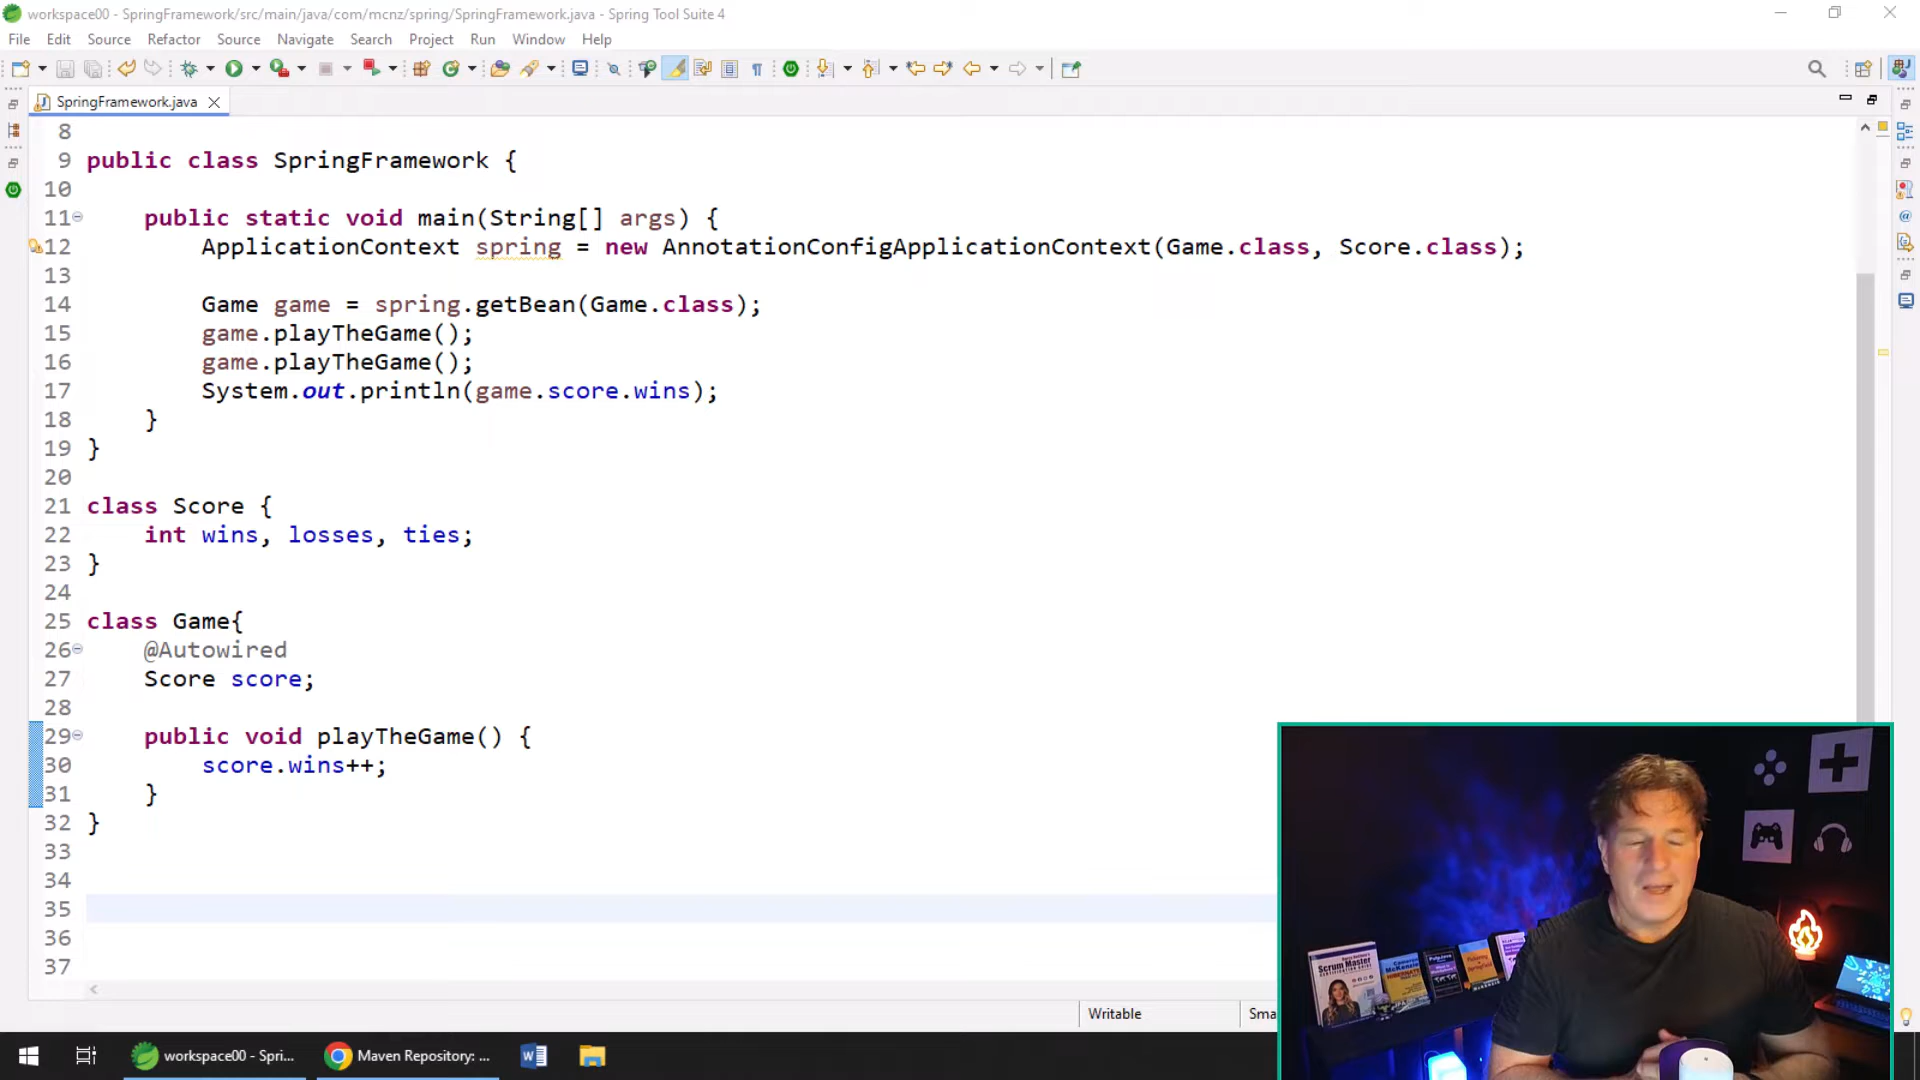 workspace00 - SpringFramework/src/main/java/com/mcnz/spring/SpringFramework.java - Spring Tool Suite 4
File Edit Source Refactor Source Navigate Search Project Run Window Help
SpringFramework.java
8
9 public class SpringFramework {
10
11 public static void main(String[] args) {
12 ApplicationContext spring = new AnnotationConfigApplicationContext(Game.class, Score.class);
13
14 Game game = spring.getBean(Game.class);
15 game.playTheGame();
16 game.playTheGame();
17 System.out.println(game.score.wins);
18 }
19 }
20
21 class Score {
22 int wins, losses, ties;
23 }
24
25 class Game{
26 @Autowired
27 Score score;
28
29 public void playTheGame() {
30 score.wins++;
31 }
32 }
33
34
35
36
37
Writable Sma
Scrum Master
workspace00 - Spri... Maven Repository: ...